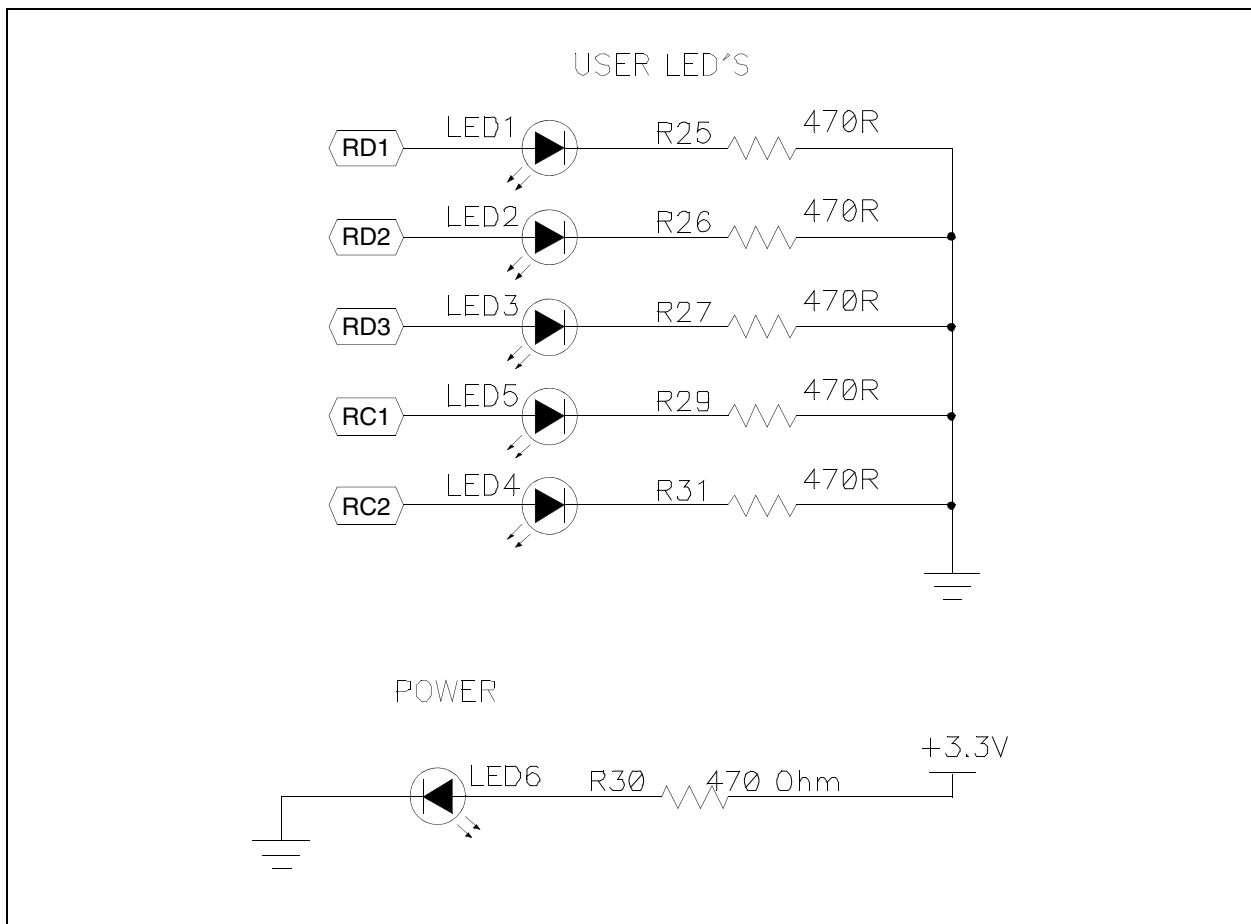 USER LED'S
RD1 LED1 R25 470R
RD2 LED2 R26 470R
RD3 LED3 R27 470R
RC1 LED5 R29 470R
RC2 LED4 R31 470R
POWER
+3.3V
LED6 R30 470 Ohm